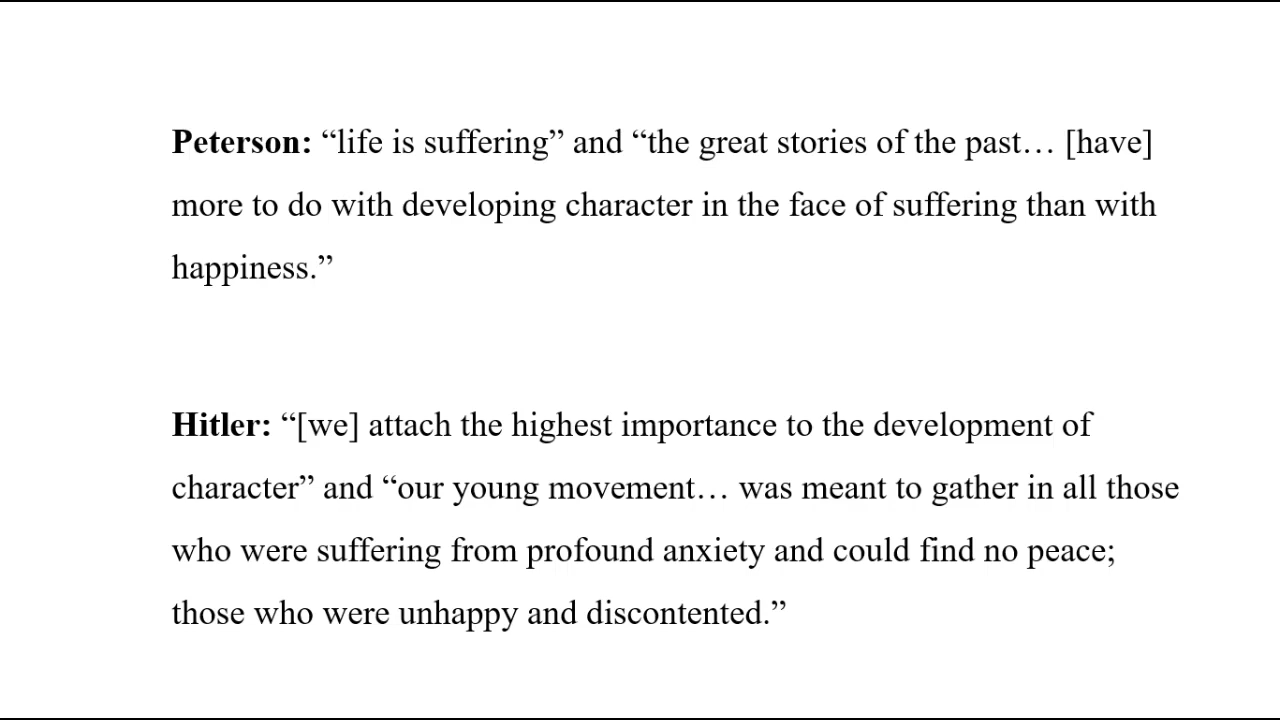 Peterson: “life is suffering” and “the great stories of the past… [have]
more to do with developing character in the face of suffering than with
happiness.”
Hitler: “[we] attach the highest importance to the development of
character” and “our young movement… was meant to gather in all those
who were suffering from profound anxiety and could find no peace;
those who were unhappy and discontented.”